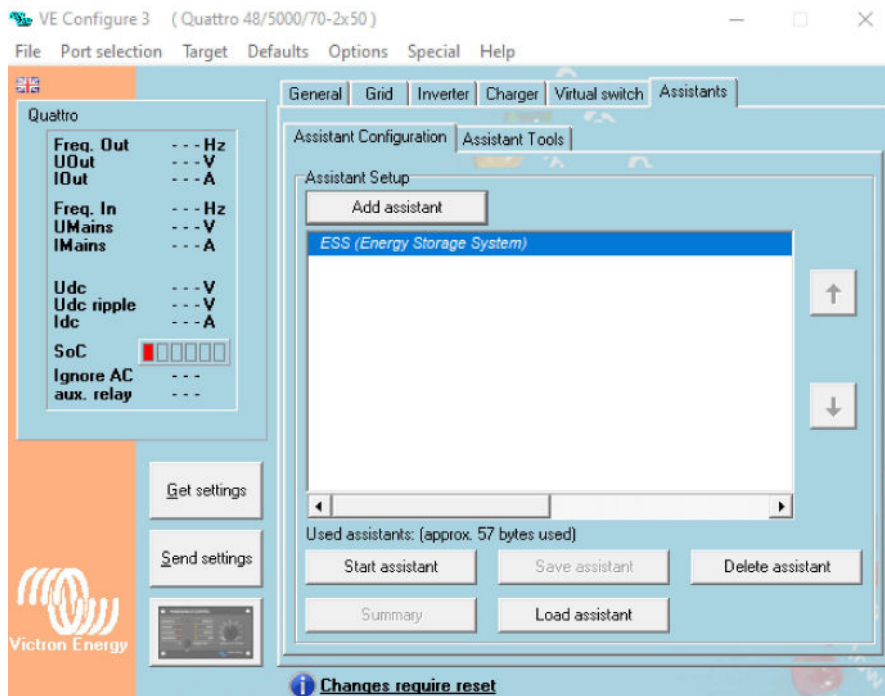 VE Configure 3 ( Quattro 48/5000/70-2x50 )
File Port selection Target Defaults Options Special Help
General Grid Inverter Charger Virtual switch Assistants
Quattro
Freq. Out - - - Hz
UOut - - - V
IOut - - - A
Freq. In - - - Hz
UMains - - - V
IMains - - - A
Udc - - - V
Udc ripple - - - V
Idc - - - A
SoC
Ignore AC - - -
aux. relay - - -
Assistant Configuration Assistant Tools
Assistant Setup
Add assistant
ESS (Energy Storage System)
Get settings
Send settings
Used assistants: (approx. 57 bytes used)
Start assistant Save assistant Delete assistant
Summary Load assistant
Victron Energy
Changes require reset